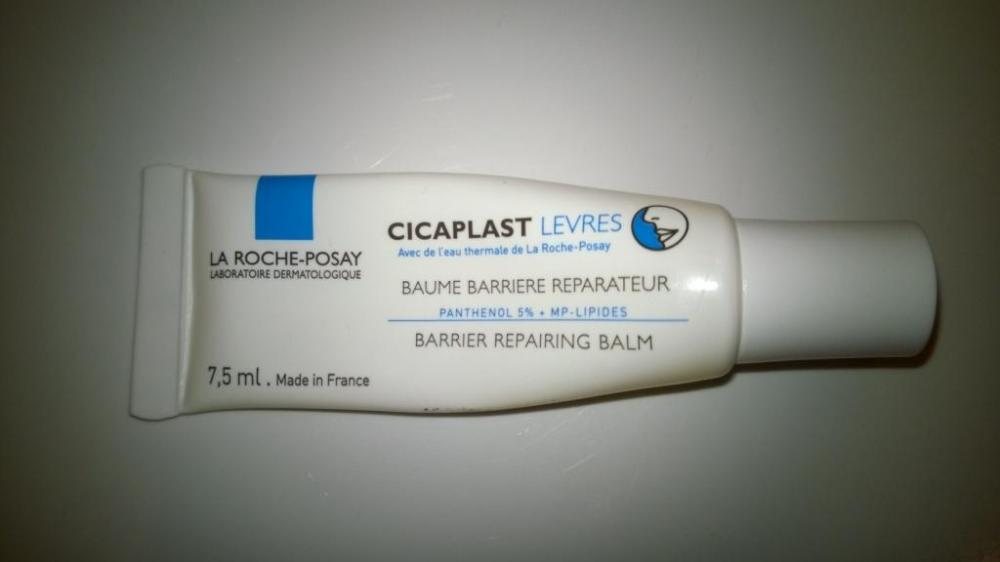 LA ROCHE-POSAY
LABORATOIRE DERMATOLOGIQUE
CICAPLAST LEVRES
Avec de l'eau thermale de La Roche-Posay
BAUME BARRIERE REPARATEUR
PANTHENOL 5% + MP-LIPIDES
BARRIER REPAIRING BALM
7,5 ml . Made in France